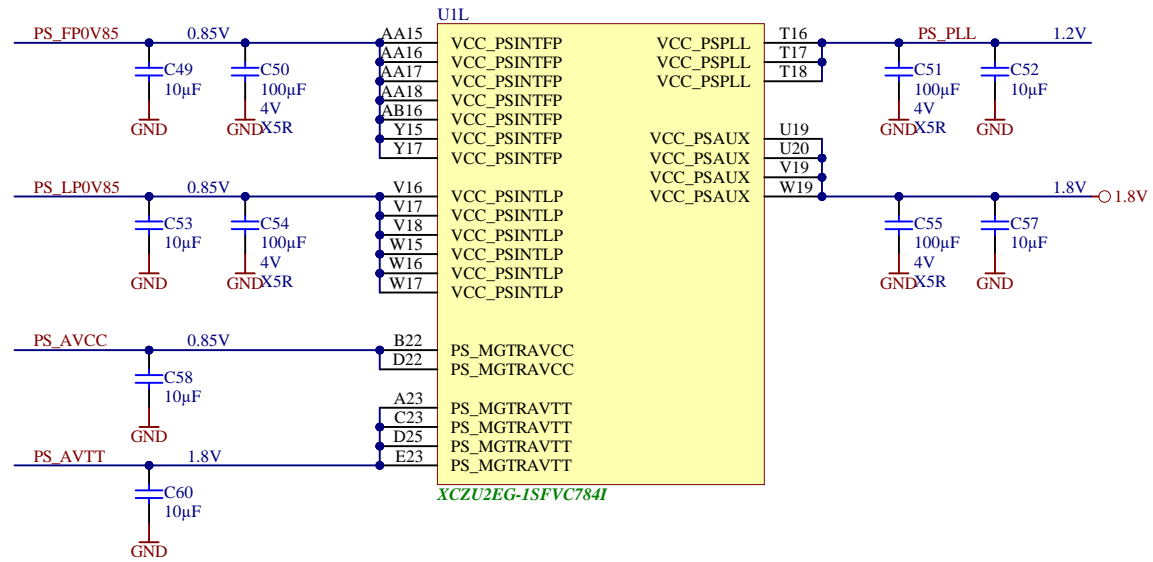 U1L
PS_FP0V85 0.85V AA15 VCC_PSINTFP VCC_PSPLL T16 PS_PLL 1.2V
AA16 VCC_PSINTFP VCC_PSPLL T17
C49 C50 AA17 VCC_PSINTFP VCC_PSPLL T18 C51 C52
10µF 100µF AA18 VCC_PSINTFP 100µF 10µF
4V AB16 VCC_PSINTFP 4V
GND GND X5R Y15 VCC_PSINTFP VCC_PSAUX U19 GND X5R GND
Y17 VCC_PSINTFP VCC_PSAUX U20
VCC_PSAUX V19
PS_LP0V85 0.85V V16 VCC_PSINTLP VCC_PSAUX W19 1.8V 1.8V
V17 VCC_PSINTLP
C53 C54 V18 VCC_PSINTLP C55 C57
10µF 100µF W15 VCC_PSINTLP 100µF 10µF
4V W16 VCC_PSINTLP 4V
GND GND X5R W17 VCC_PSINTLP GND X5R GND
PS_AVCC 0.85V B22 PS_MGTRAVCC
D22 PS_MGTRAVCC
C58
10µF
A23 PS_MGTRAVTT
C23 PS_MGTRAVTT
GND D25 PS_MGTRAVTT
PS_AVTT 1.8V E23 PS_MGTRAVTT
C60 XCZU2EG-1SFVC784I
10µF
GND